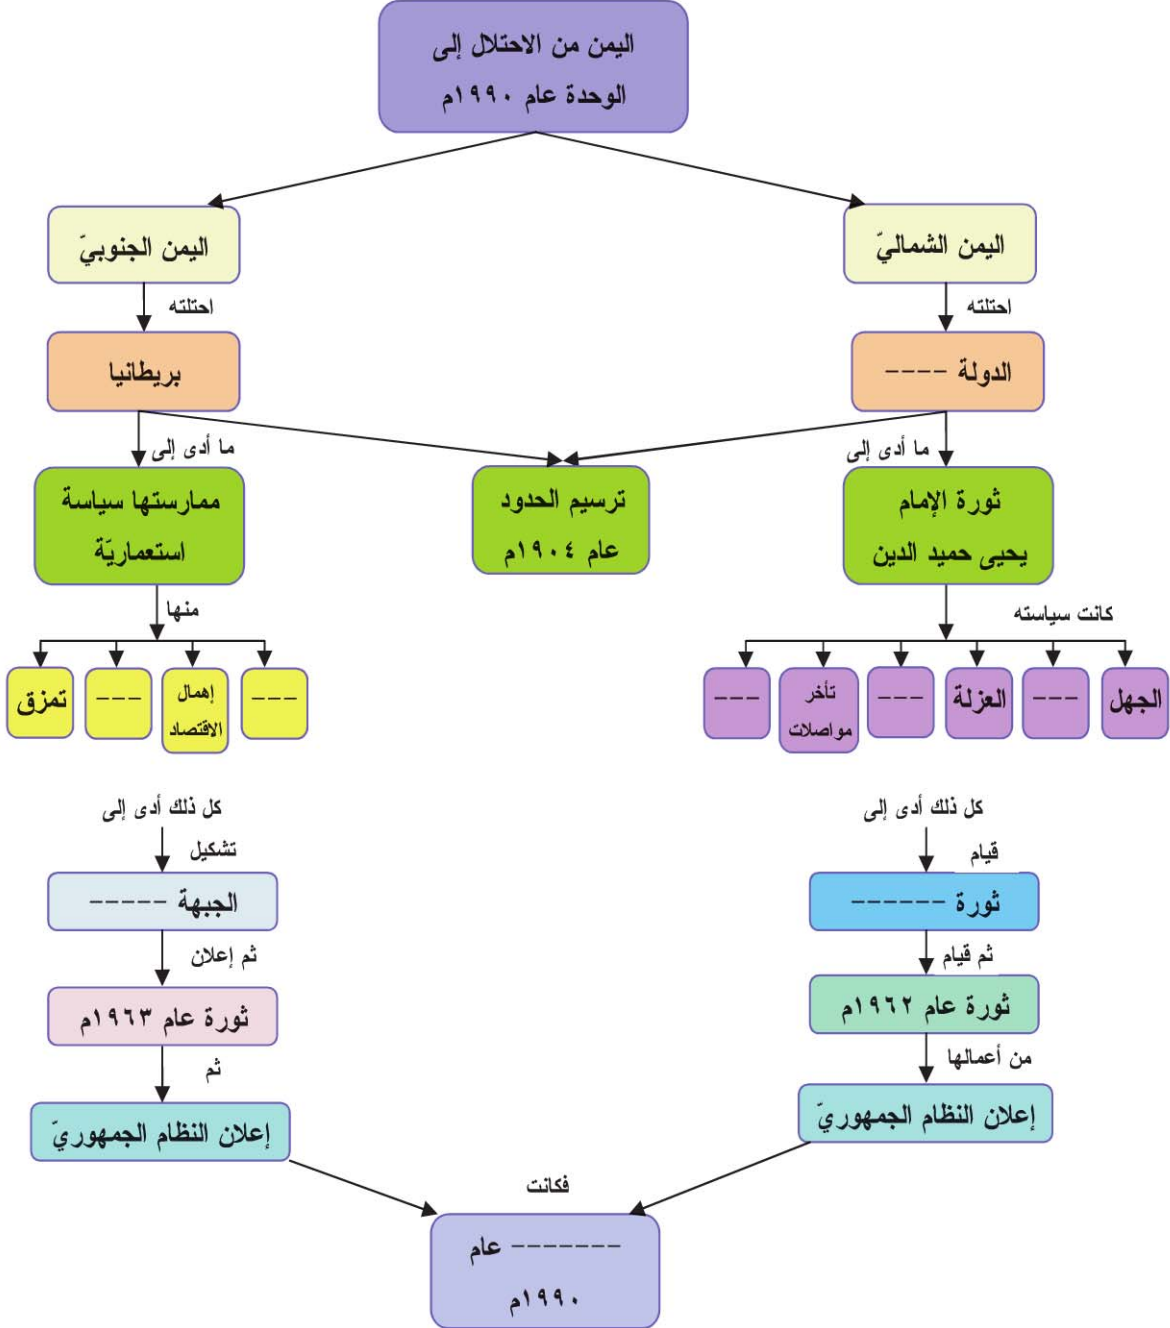 اليمن من الاحتلال إلى
الوحدة عام ١٩٩٠م
اليمن الشماليّ
اليمن الجنوبيّ
احتلته
احتلته
الدولة ----
بريطانيا
ما أدى إلى
ما أدى إلى
ثورة الإمام
يحيى حميد الدين
ترسيم الحدود
عام ١٩٠٤م
ممارستها سياسة
استعماريّة
كانت سياسته
منها
الجهل
---
العزلة
---
تأخر
مواصلات
---
---
إهمال
الاقتصاد
---
تمزق
كل ذلك أدى إلى
كل ذلك أدى إلى
قيام
تشكيل
ثورة ------
الجبهة -----
ثم قيام
ثم إعلان
ثورة عام ١٩٦٢م
ثورة عام ١٩٦٣م
من أعمالها
ثم
إعلان النظام الجمهوريّ
إعلان النظام الجمهوريّ
فكانت
------- عام
١٩٩٠م